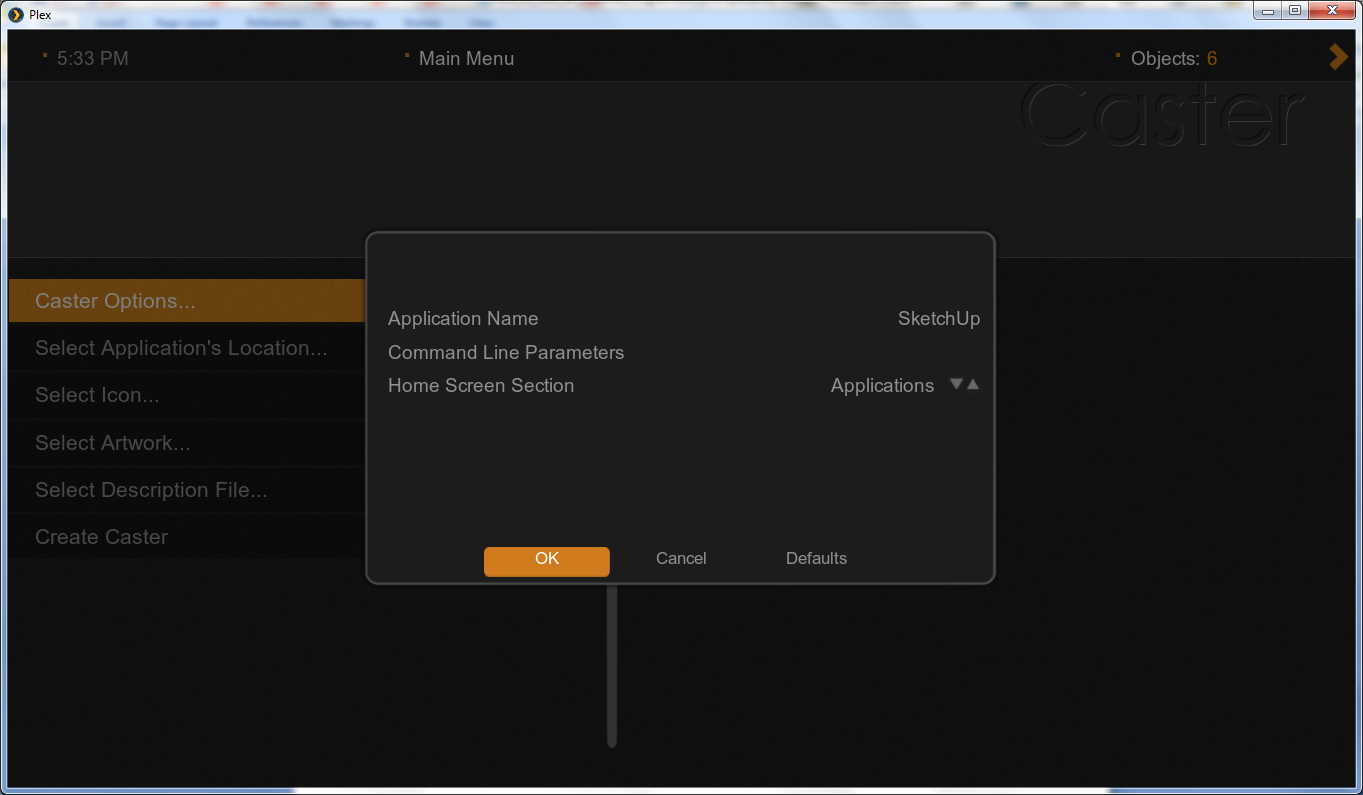 Plex
5:33 PM
Main Menu
Objects: 6
Caster
Caster Options...
Select Application's Location...
Select Icon...
Select Artwork...
Select Description File...
Create Caster
Application Name SketchUp
Command Line Parameters
Home Screen Section Applications
OK Cancel Defaults